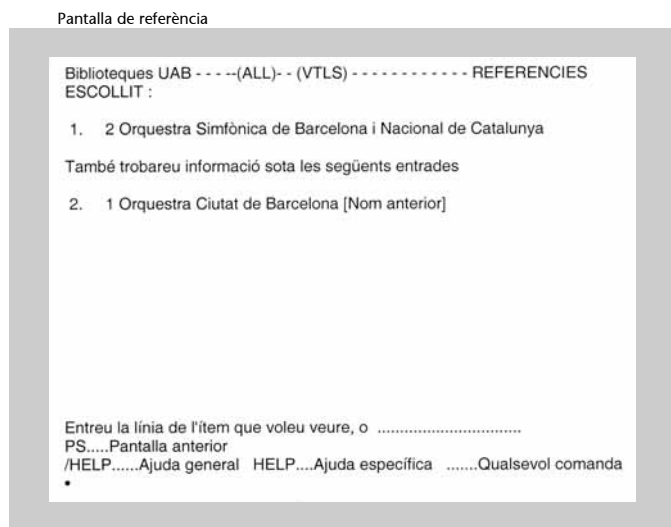 Pantalla de referència
Biblioteques UAB - - - --(ALL)- - (VTLS) - - - - - - - - - - - - REFERENCIES
ESCOLLIT :
1. 2 Orquestra Simfònica de Barcelona i Nacional de Catalunya
També trobareu informació sota les següents entrades
2. 1 Orquestra Ciutat de Barcelona [Nom anterior]
Entreu la línia de l'ítem que voleu veure, o ................................
PS.....Pantalla anterior
/HELP......Ajuda general HELP....Ajuda específica .......Qualsevol comanda
•